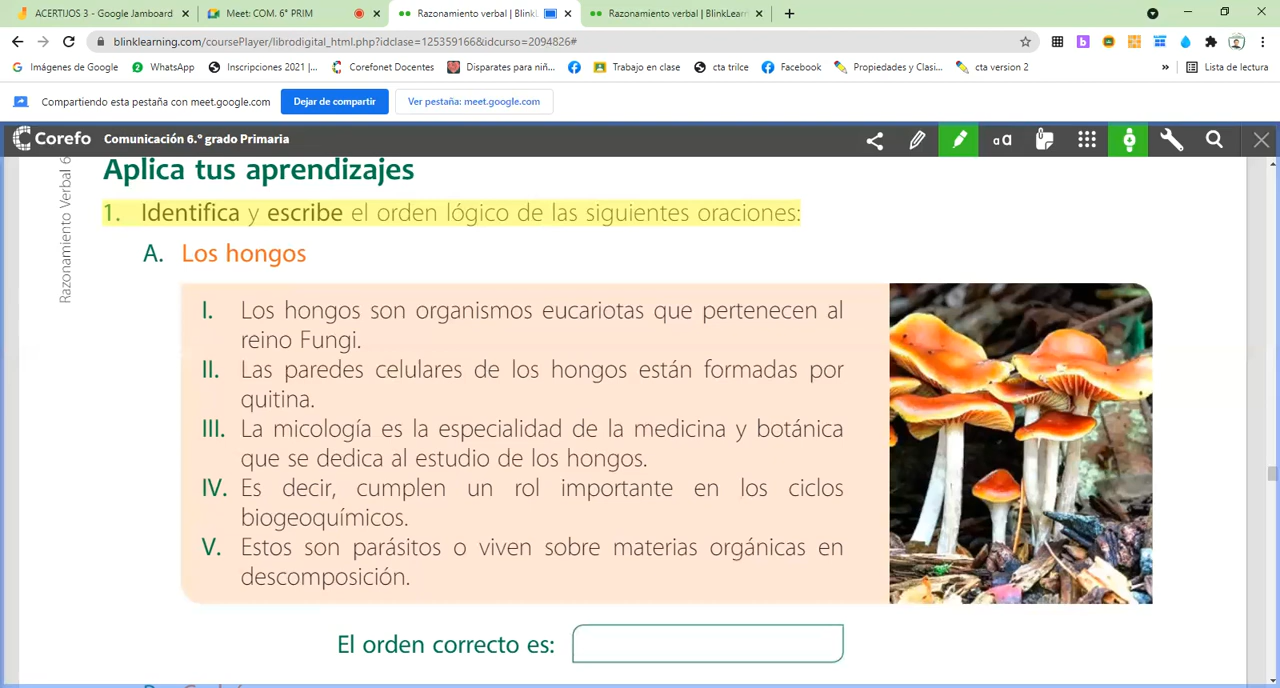 ACERTIJOS 3 - Google Jamboard
Meet: COM. 6° PRIM
Razonamiento verbal | Blinkl
Razonamiento verbal | BlinkLear
blinklearning.com/coursePlayer/librodigital_html.php?idclase=125359166&idcurso=2094826#
Imágenes de Google
WhatsApp
Inscripciones 2021 |...
Corefonet Docentes
Disparates para niñ...
Trabajo en clase
cta trilce
Facebook
Propiedades y Clasi...
cta version 2
»
Lista de lectura
Compartiendo esta pestaña con meet.google.com
Dejar de compartir
Ver pestaña: meet.google.com
Corefo
Comunicación 6.º grado Primaria
aa
Razonamiento Verbal 6
Aplica tus aprendizajes
1. Identifica y escribe el orden lógico de las siguientes oraciones:
A. Los hongos
I. Los hongos son organismos eucariotas que pertenecen al
reino Fungi.
II. Las paredes celulares de los hongos están formadas por
quitina.
III. La micología es la especialidad de la medicina y botánica
que se dedica al estudio de los hongos.
IV. Es decir, cumplen un rol importante en los ciclos
biogeoquímicos.
V. Estos son parásitos o viven sobre materias orgánicas en
descomposición.
El orden correcto es: